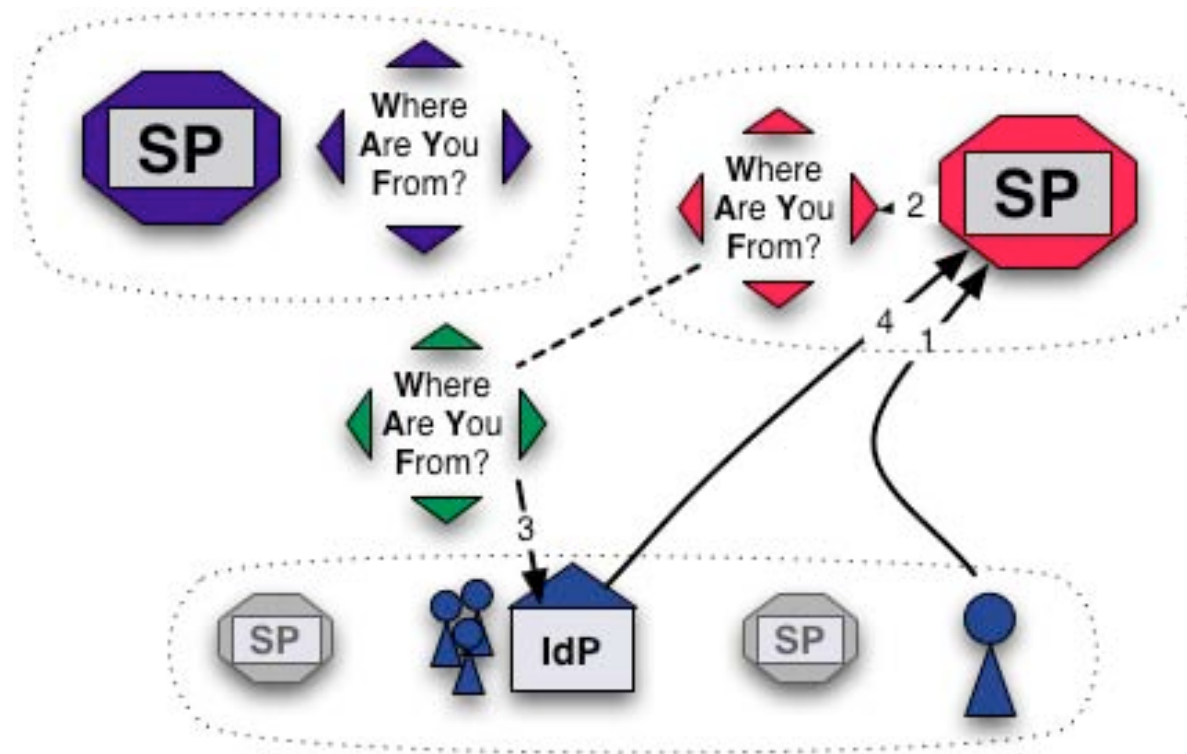 SP
Where
Are You
From?
Where
Are You
From?
2
SP
4
1
Where
Are You
From?
3
SP
IdP
SP